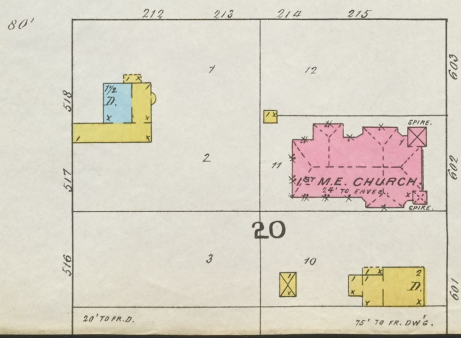 80'
212 213 214 215
518
517
516
603
602
601
1
12
1½
D.
x
x
2
11
SPIRE.
1ST M.E. CHURCH.
24' TO EAVES.
SPIRE.
20
3
10
2
D.
x
x
20' TO FR. D.
75' TO FR. DW'G.